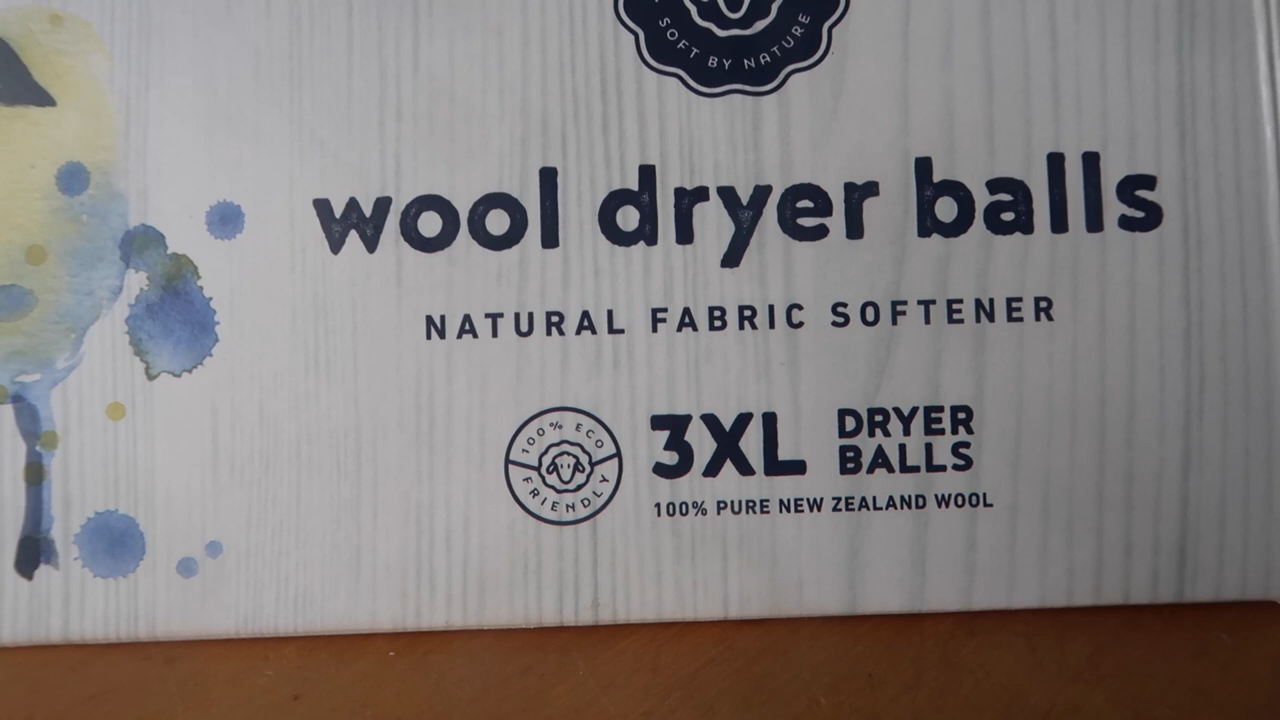 SOFT BY NATURE
wool dryer balls
NATURAL FABRIC SOFTENER
100% ECO
FRIENDLY
3XL DRYER
BALLS
100% PURE NEW ZEALAND WOOL